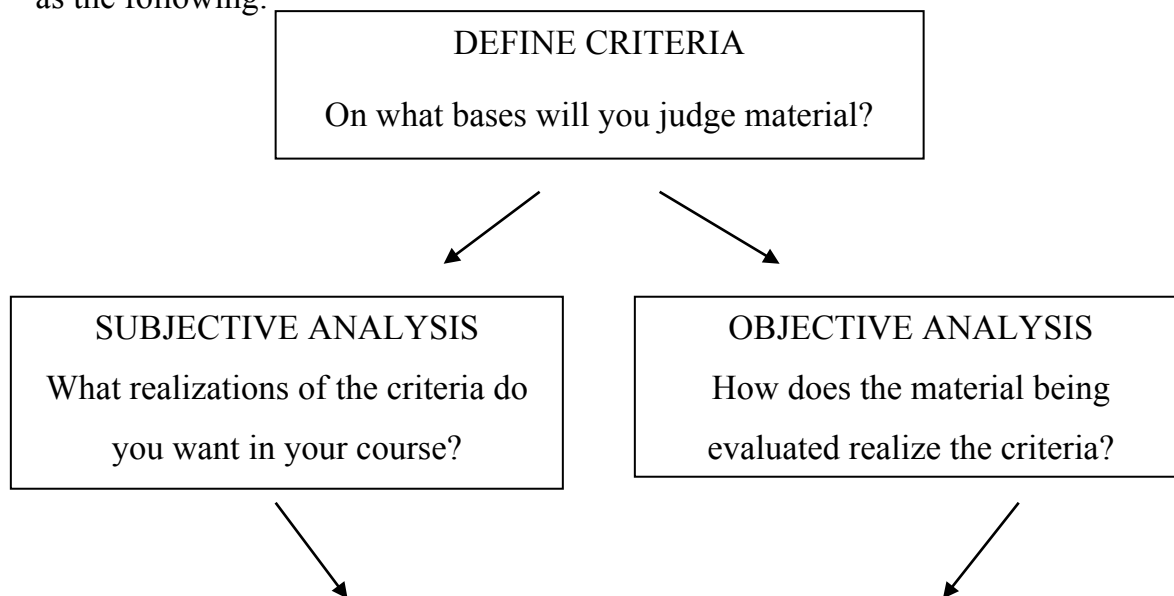 as the following:
DEFINE CRITERIA
On what bases will you judge material?
SUBJECTIVE ANALYSIS
What realizations of the criteria do
you want in your course?
OBJECTIVE ANALYSIS
How does the material being
evaluated realize the criteria?